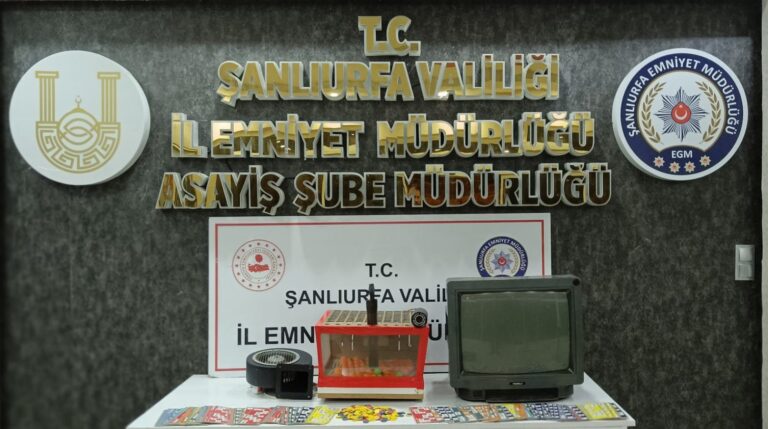 T.C.
ŞANLIURFA VALİLİĞİ
İL EMNİYET MÜDÜRLÜĞÜ
ASAYİŞ ŞUBE MÜDÜRLÜĞÜ
ŞANLIURFA EMNİYET MÜDÜRLÜĞÜ
EGM
T.C.
ŞANLIURFA VALİL
İL EMN